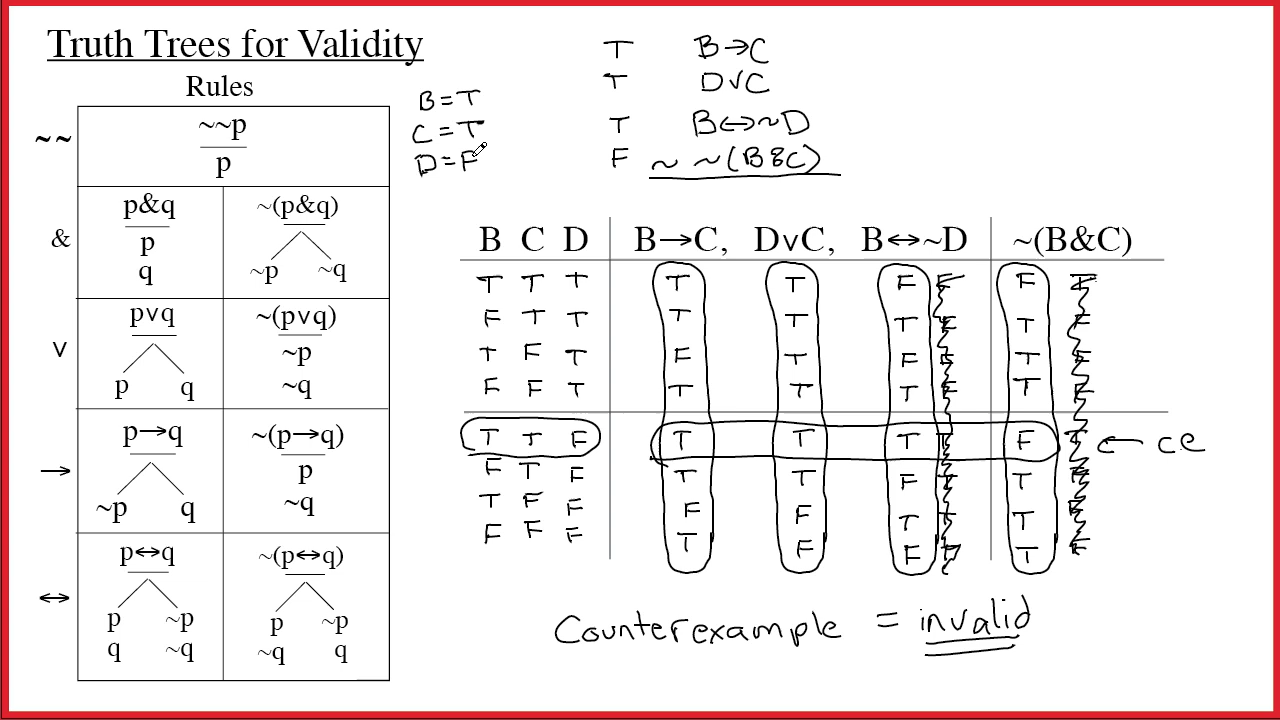 Truth Trees for Validity
Rules
~~
~~p
p
&
p&q
p
q
~(p&q)
~p ~q
v
pvq
p q
~(pvq)
~p
~q
→
p→q
~p q
~(p→q)
p
~q
↔
p↔q
p ~p
q ~q
~(p↔q)
p ~p
~q q
B=T
C=T
D=F
T B→C
T DvC
T B↔~D
F ~ ~(B&C)
B C D B→C, DvC, B↔~D ~(B&C)
T T T T T F F F T
F T T T T T F T F
T F T F T F F T F
F F T T T T F T F
T T F T T T T F T ← ce
F T F T T F T T F
T F F F F T T T F
F F F T F F T F
Counterexample = invalid